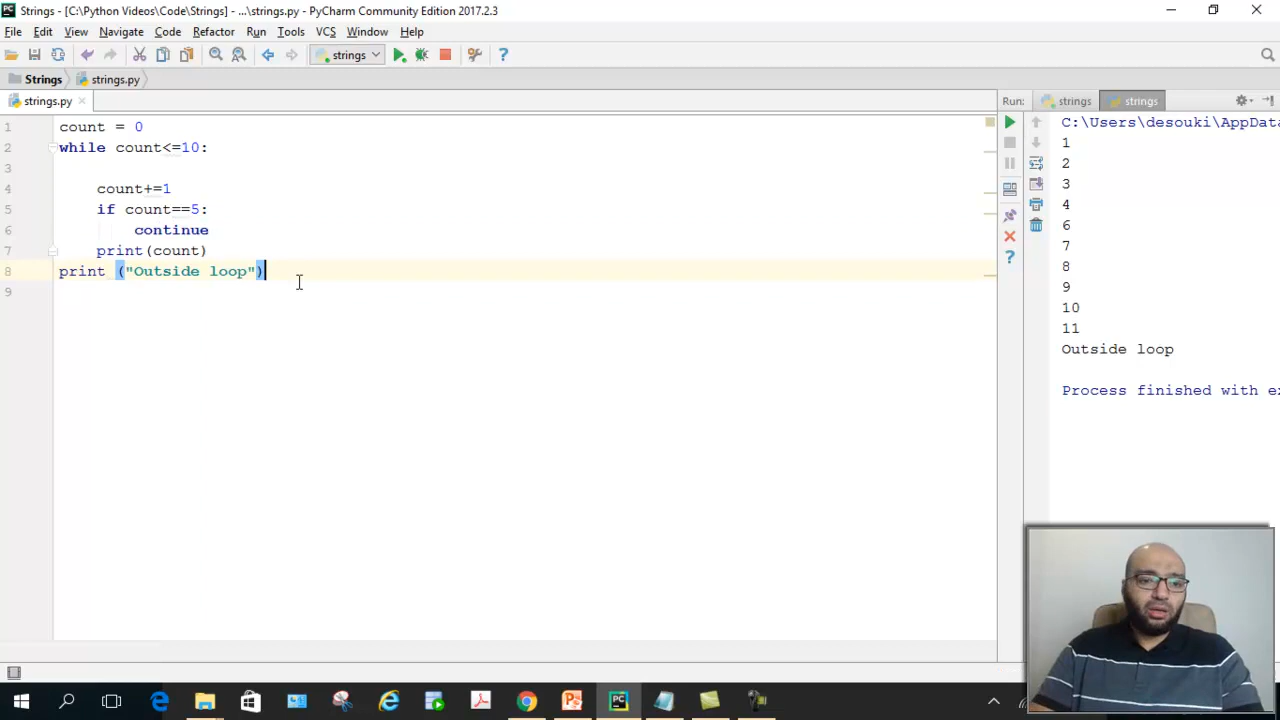 Strings - [C:\Python Videos\Code\Strings] - ...\strings.py - PyCharm Community Edition 2017.2.3
File Edit View Navigate Code Refactor Run Tools VCS Window Help
strings
Strings strings.py
strings.py
Run: strings strings
1 count = 0
2 while count<=10:
3
4 count+=1
5 if count==5:
6 continue
7 print(count)
8 print ("Outside loop")
9
C:\Users\desouki\AppData
1
2
3
4
6
7
8
9
10
11
Outside loop
Process finished with ex